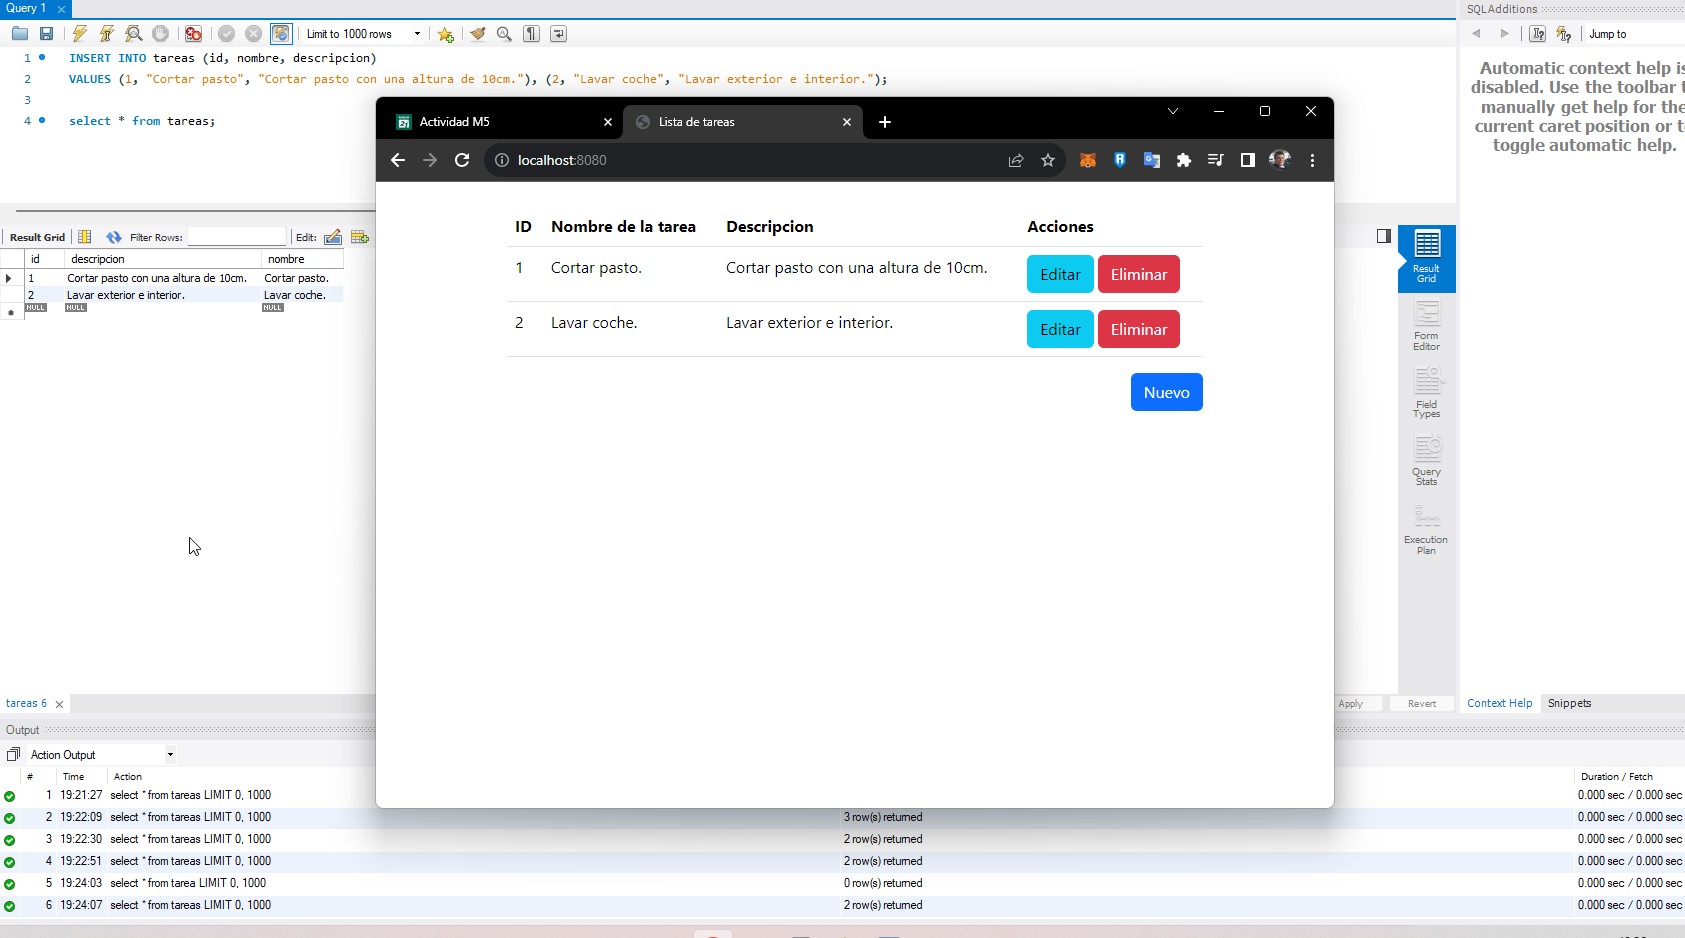 Query 1
SQLAdditions
Limit to 1000 rows
Jump to
1 INSERT INTO tareas (id, nombre, descripcion)
2 VALUES (1, "Cortar pasto", "Cortar pasto con una altura de 10cm."), (2, "Lavar coche", "Lavar exterior e interior.");
3
4 select * from tareas;
Automatic context help is
disabled. Use the toolbar t
manually get help for the
current caret position or t
toggle automatic help.
Actividad M5
Lista de tareas
localhost:8080
ID Nombre de la tarea Descripcion Acciones
1 Cortar pasto. Cortar pasto con una altura de 10cm. Editar Eliminar
2 Lavar coche. Lavar exterior e interior. Editar Eliminar
Nuevo
Result Grid Filter Rows: Edit:
id descripcion nombre
1 Cortar pasto con una altura de 10cm. Cortar pasto.
2 Lavar exterior e interior. Lavar coche.
NULL NULL NULL
Result
Grid
Form
Editor
Field
Types
Query
Stats
Execution
Plan
tareas 6
Apply Revert
Context Help Snippets
Output
Action Output
# Time Action Duration / Fetch
1 19:21:27 select * from tareas LIMIT 0, 1000 0.000 sec / 0.000 sec
2 19:22:09 select * from tareas LIMIT 0, 1000 3 row(s) returned 0.000 sec / 0.000 sec
3 19:22:30 select * from tareas LIMIT 0, 1000 2 row(s) returned 0.000 sec / 0.000 sec
4 19:22:51 select * from tareas LIMIT 0, 1000 2 row(s) returned 0.000 sec / 0.000 sec
5 19:24:03 select * from tarea LIMIT 0, 1000 0 row(s) returned 0.000 sec / 0.000 sec
6 19:24:07 select * from tareas LIMIT 0, 1000 2 row(s) returned 0.000 sec / 0.000 sec